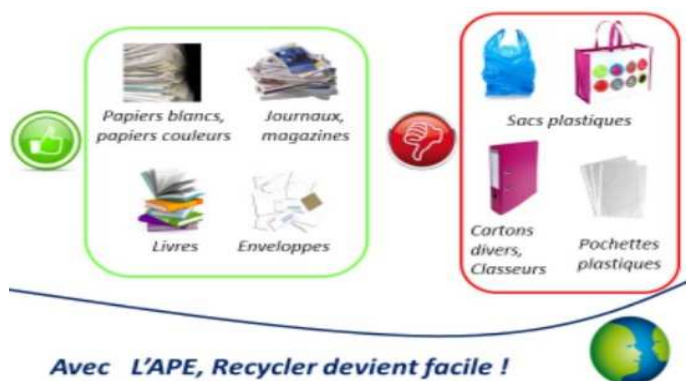 Papiers blancs,
papiers couleurs
Journaux,
magazines
Livres
Enveloppes
Sacs plastiques
Cartons
divers,
Classeurs
Pochettes
plastiques
Avec L'APE, Recycler devient facile !